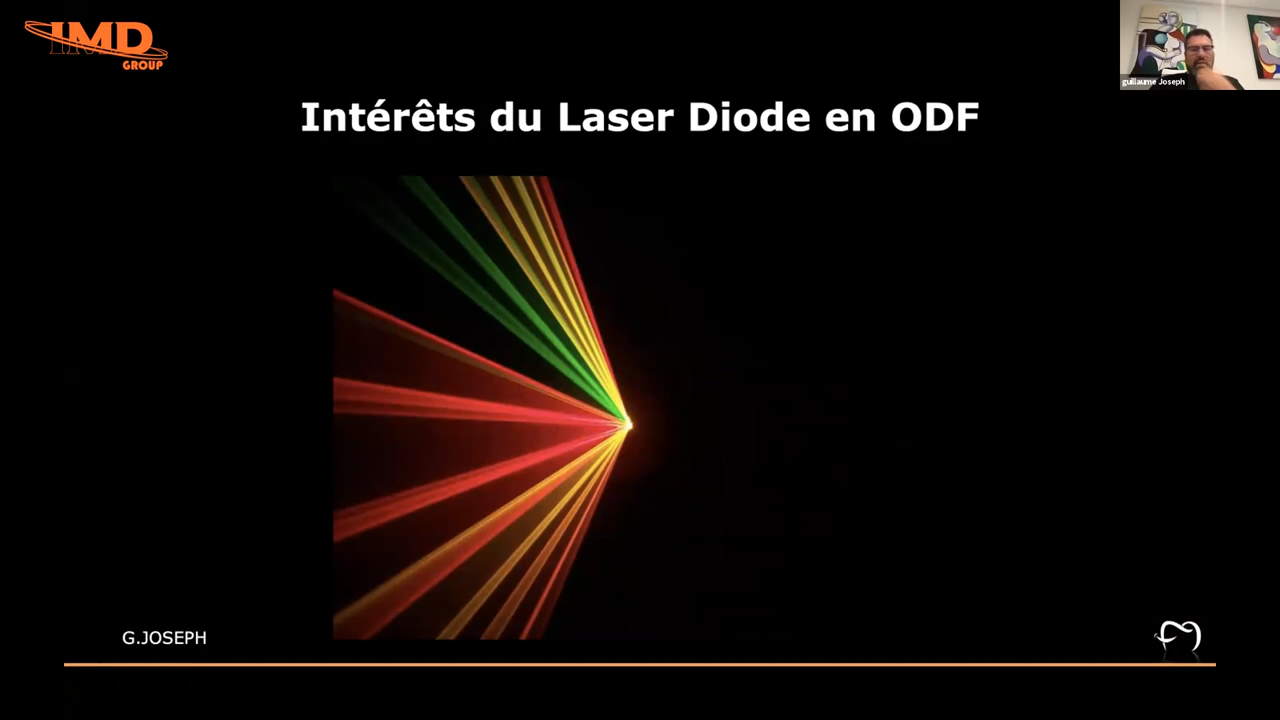 IMD
GROUP
guillaume Joseph
Intérêts du Laser Diode en ODF
G.JOSEPH